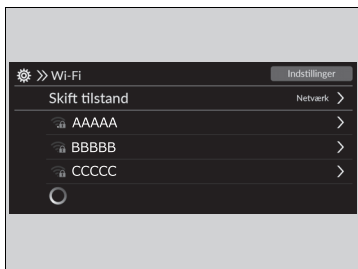 Wi-Fi Indstillinger
Skift tilstand Netværk
AAAAA
BBBBB
CCCCC